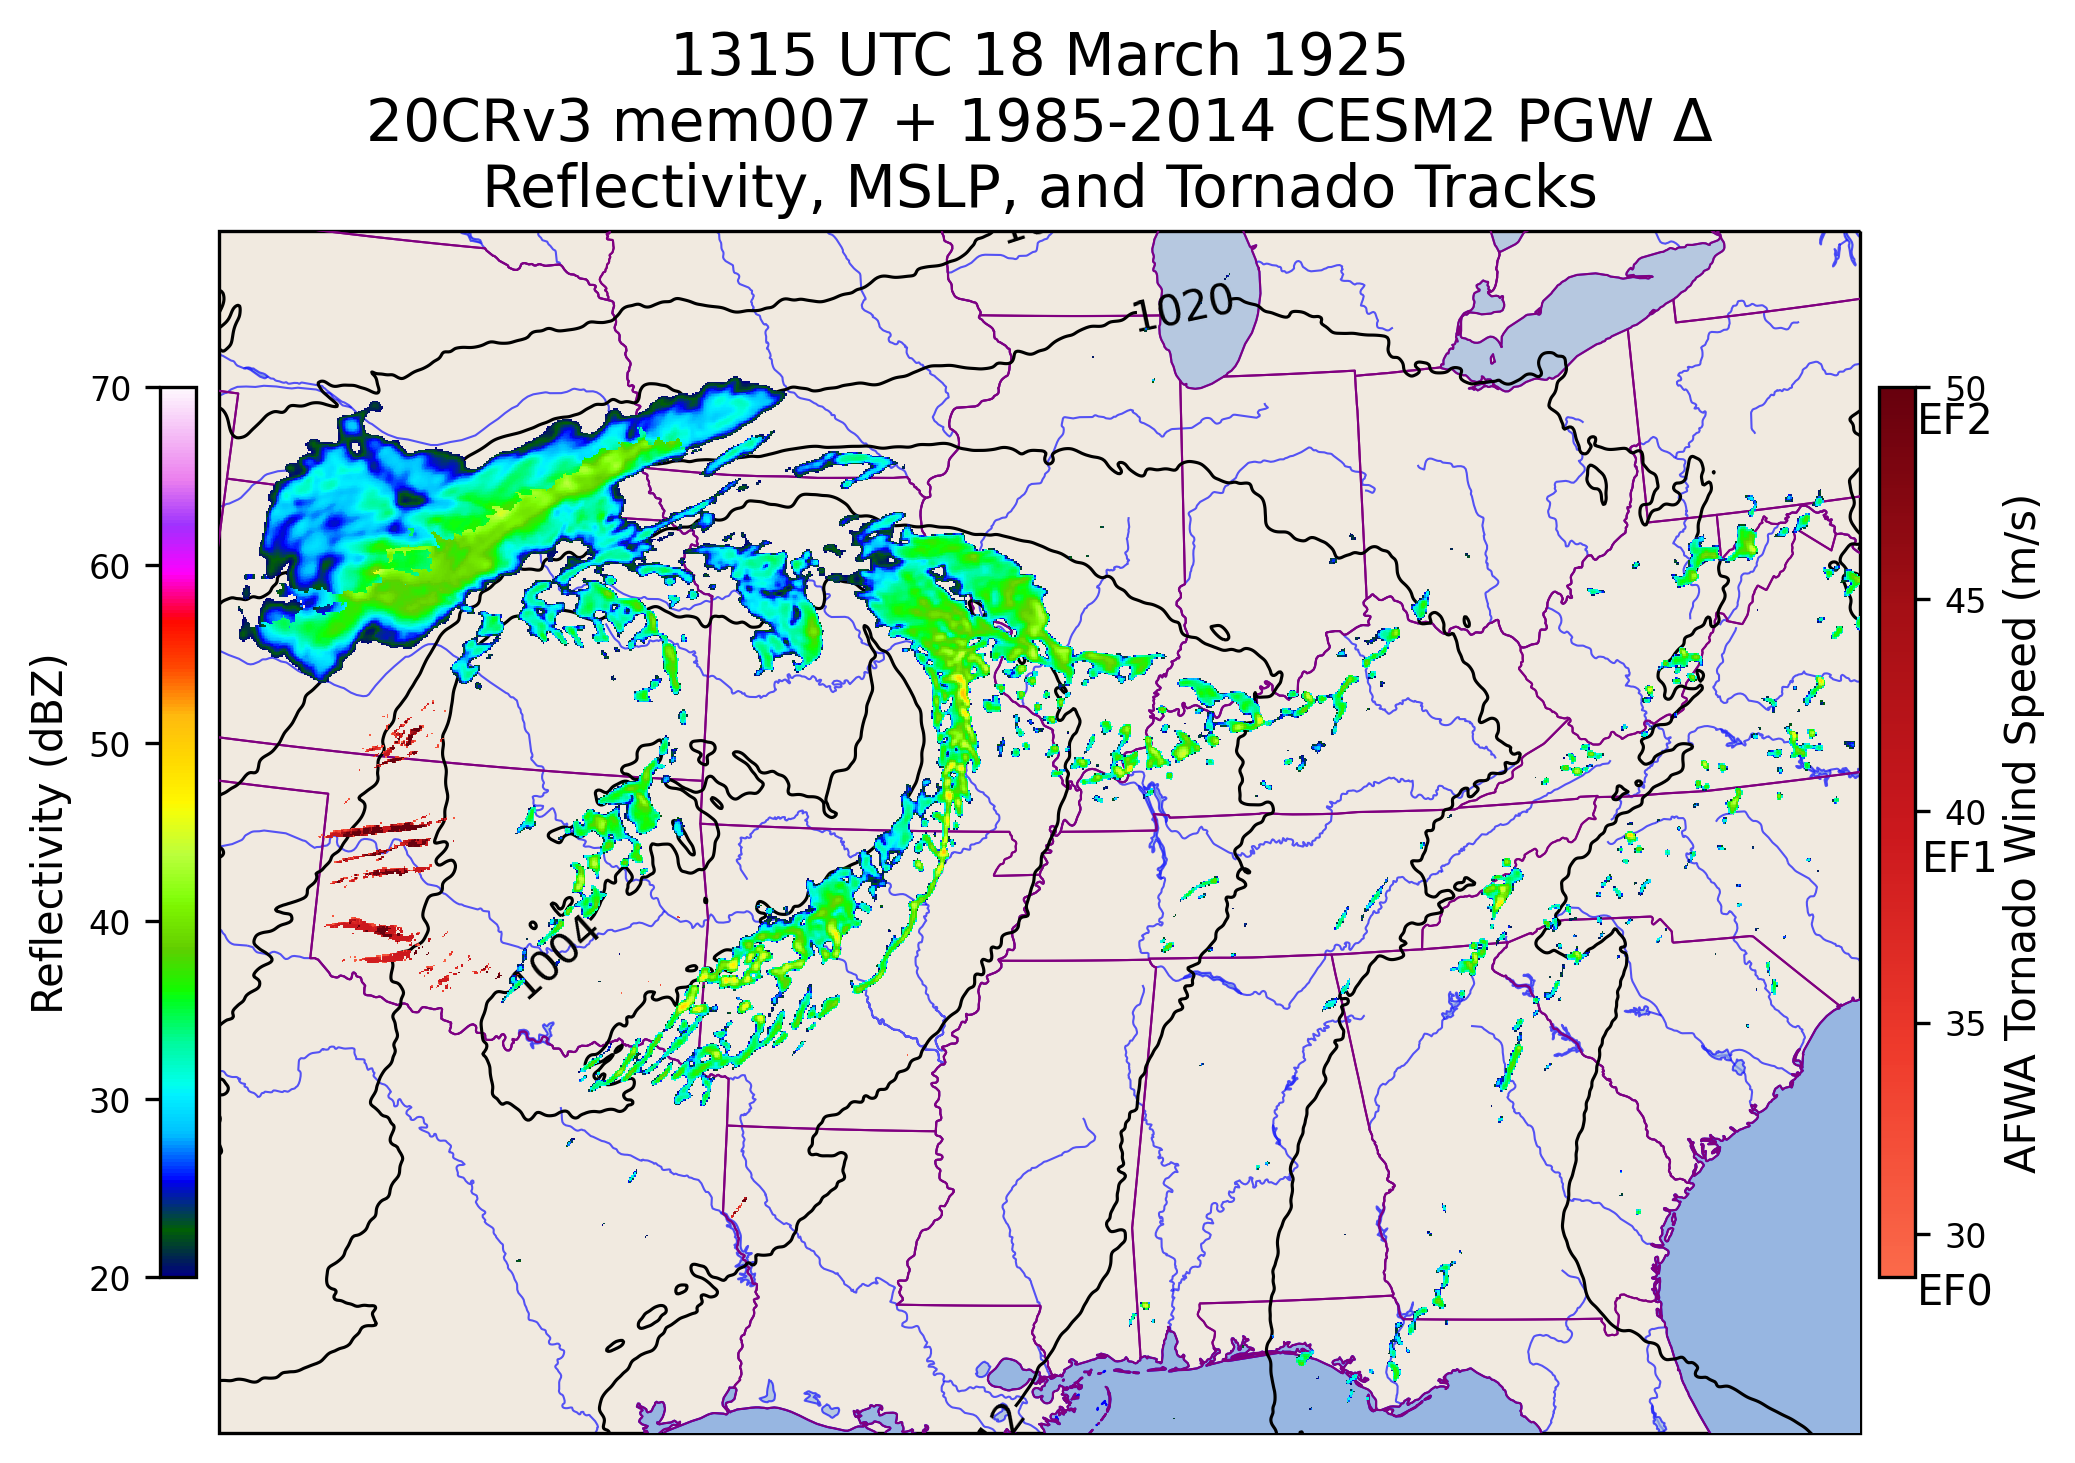 1315 UTC 18 March 1925
20CRv3 mem007 + 1985-2014 CESM2 PGW Δ
Reflectivity, MSLP, and Tornado Tracks
1020
1004
70
60
50
40
30
20
Reflectivity (dBZ)
50
EF2
45
40
EF1
35
30
EF0
AFWA Tornado Wind Speed (m/s)